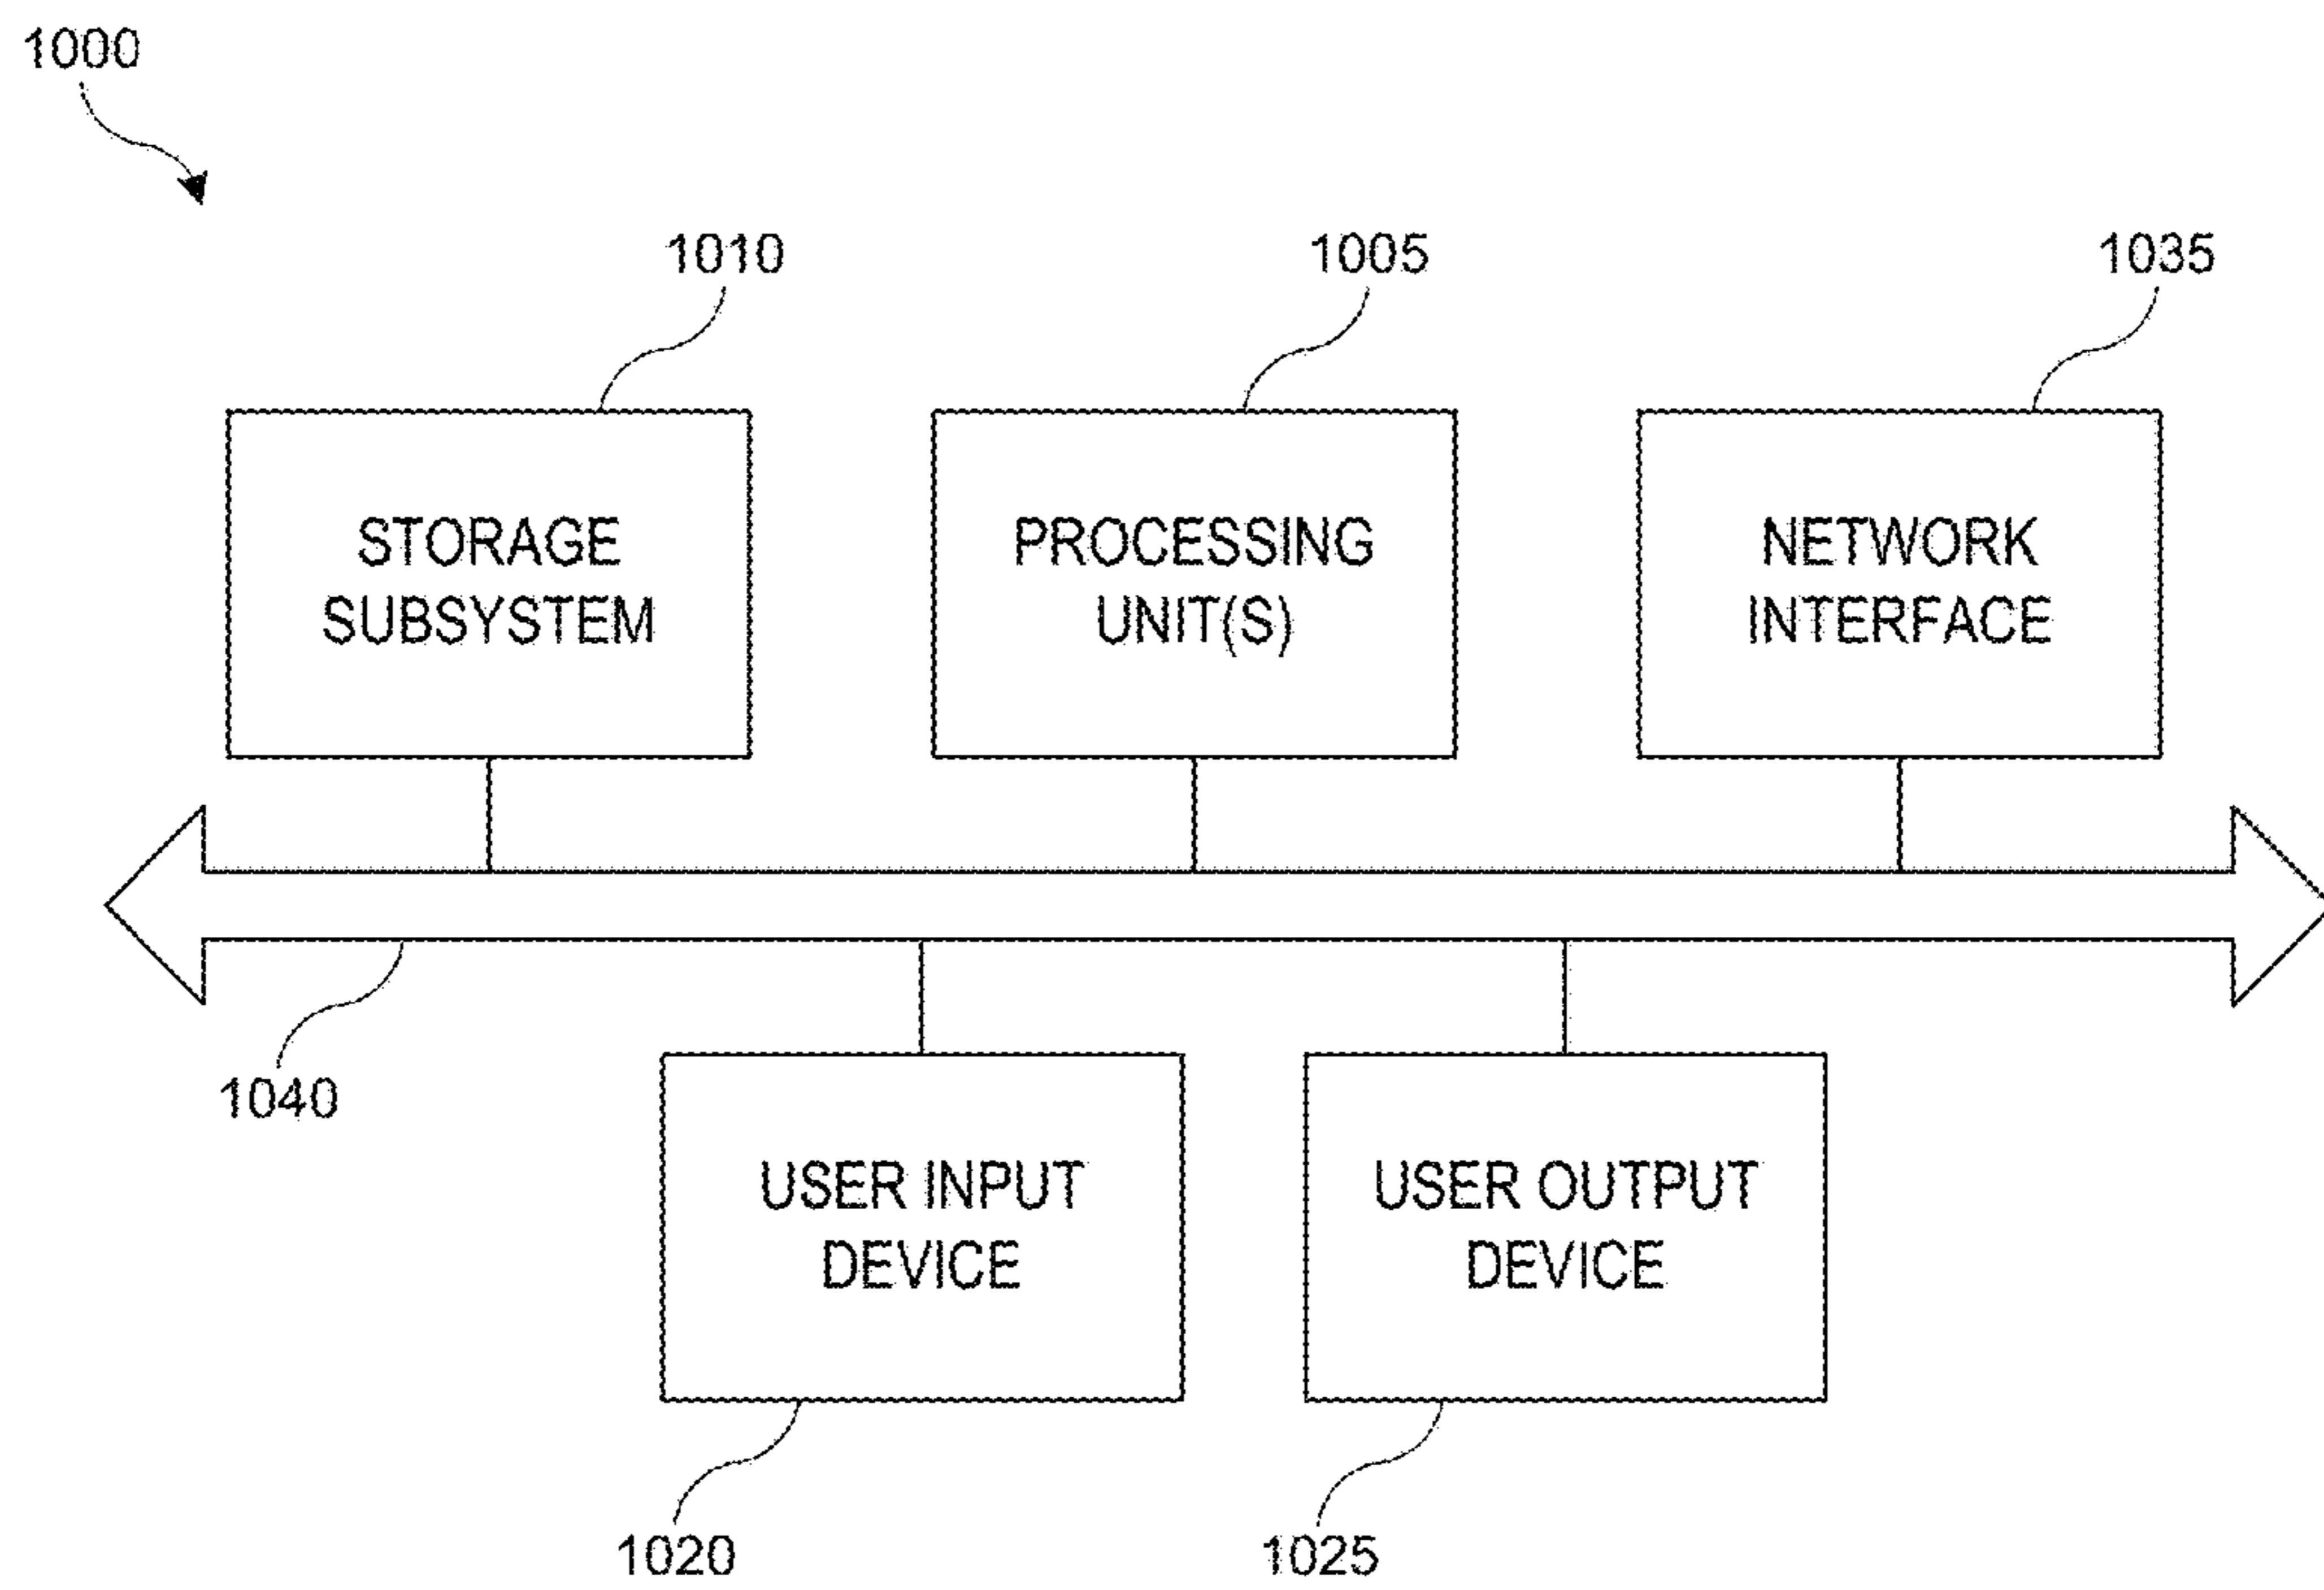 1000
1010
1005
1035
STORAGE
SUBSYSTEM
PROCESSING
UNIT(S)
NETWORK
INTERFACE
1040
USER INPUT
DEVICE
USER OUTPUT
DEVICE
1020
1025